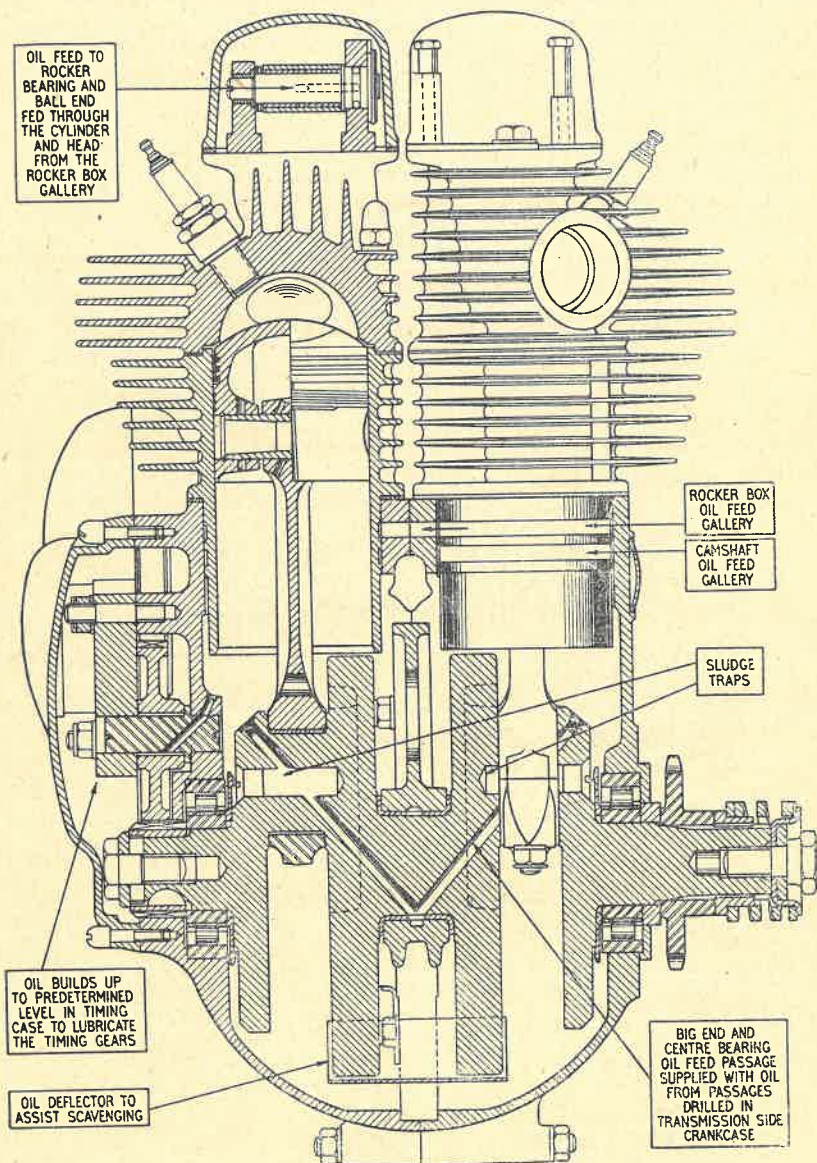 OIL FEED TO
ROCKER
BEARING AND
BALL END
FED THROUGH
THE CYLINDER
AND HEAD
FROM THE
ROCKER BOX
GALLERY
ROCKER BOX
OIL FEED
GALLERY
CAMSHAFT
OIL FEED
GALLERY
SLUDGE
TRAPS
OIL BUILDS UP
TO PREDETERMINED
LEVEL IN TIMING
CASE TO LUBRICATE
THE TIMING GEARS
OIL DEFLECTOR TO
ASSIST SCAVENGING
BIG END AND
CENTRE BEARING
OIL FEED PASSAGE
SUPPLIED WITH OIL
FROM PASSAGES
DRILLED IN
TRANSMISSION SIDE
CRANKCASE